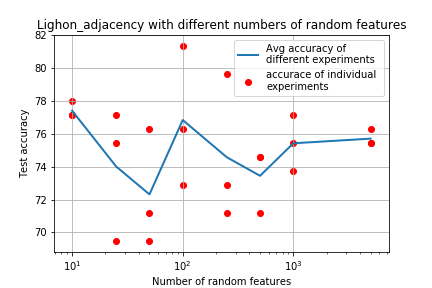 Lighon_adjacency with different numbers of random features
Avg accuracy of
different experiments
accurace of individual
experiments
Test accuracy
82
80
78
76
74
72
70
10¹
10²
10³
Number of random features